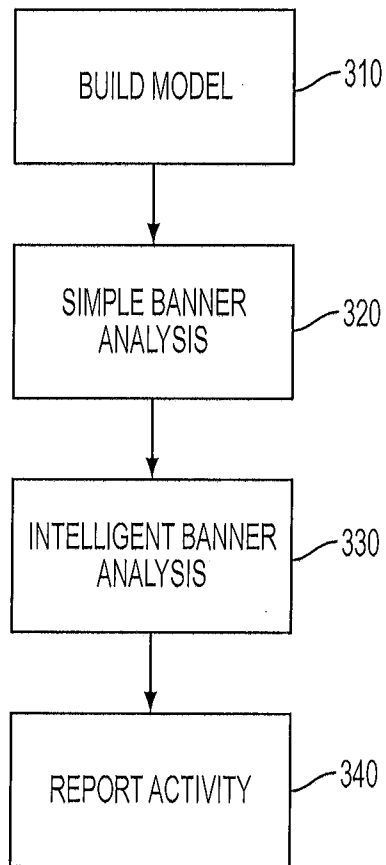 BUILD MODEL
310
SIMPLE BANNER
ANALYSIS
320
INTELLIGENT BANNER
ANALYSIS
330
REPORT ACTIVITY
340